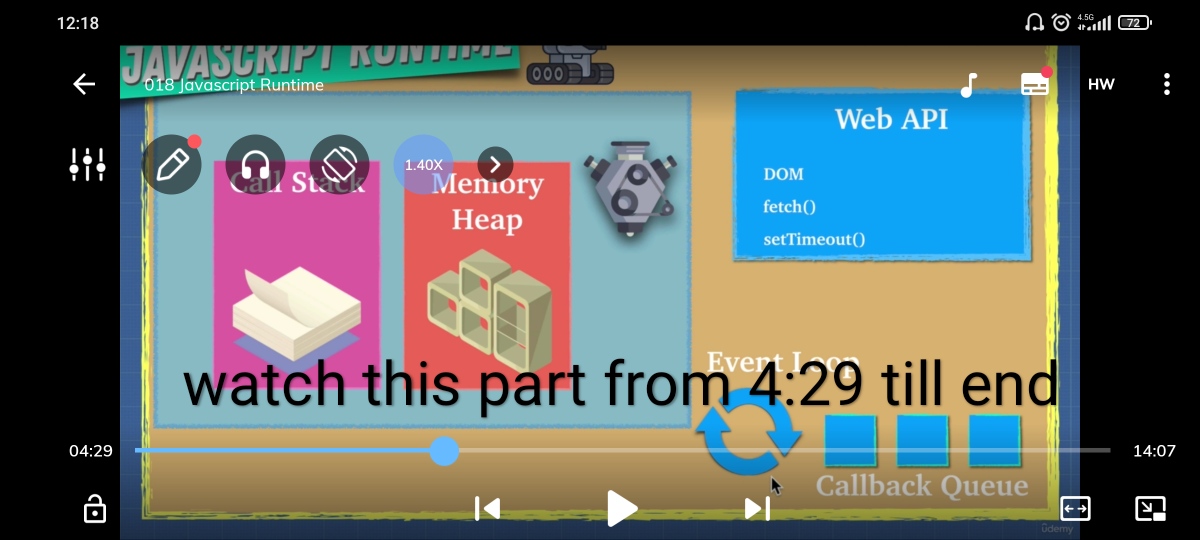 12:18
4.5G
72
JAVASCRIPT RUNTIME
018 Javascript Runtime
HW
Web API
1.40X
Call Stack
Memory
Heap
DOM
fetch()
setTimeout()
Event Loop
watch this part from 4:29 till end
04:29
14:07
Callback Queue
udemy